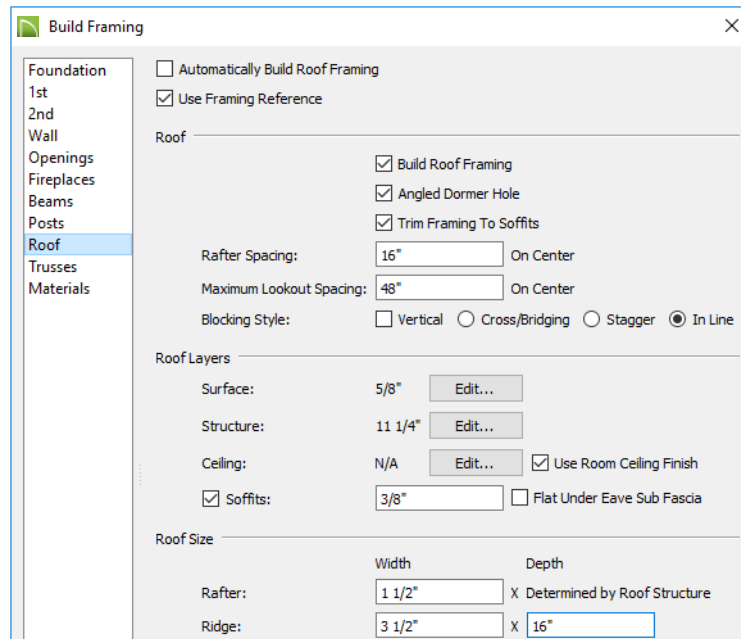 Build Framing
Foundation
1st
2nd
Wall
Openings
Fireplaces
Beams
Posts
Roof
Trusses
Materials
Automatically Build Roof Framing
Use Framing Reference
Roof
Build Roof Framing
Angled Dormer Hole
Trim Framing To Soffits
Rafter Spacing: 16" On Center
Maximum Lookout Spacing: 48" On Center
Blocking Style: Vertical Cross/Bridging Stagger In Line
Roof Layers
Surface: 5/8" Edit...
Structure: 11 1/4" Edit...
Ceiling: N/A Edit... Use Room Ceiling Finish
Soffits: 3/8" Flat Under Eave Sub Fascia
Roof Size
Width Depth
Rafter: 1 1/2" X Determined by Roof Structure
Ridge: 3 1/2" X 16"